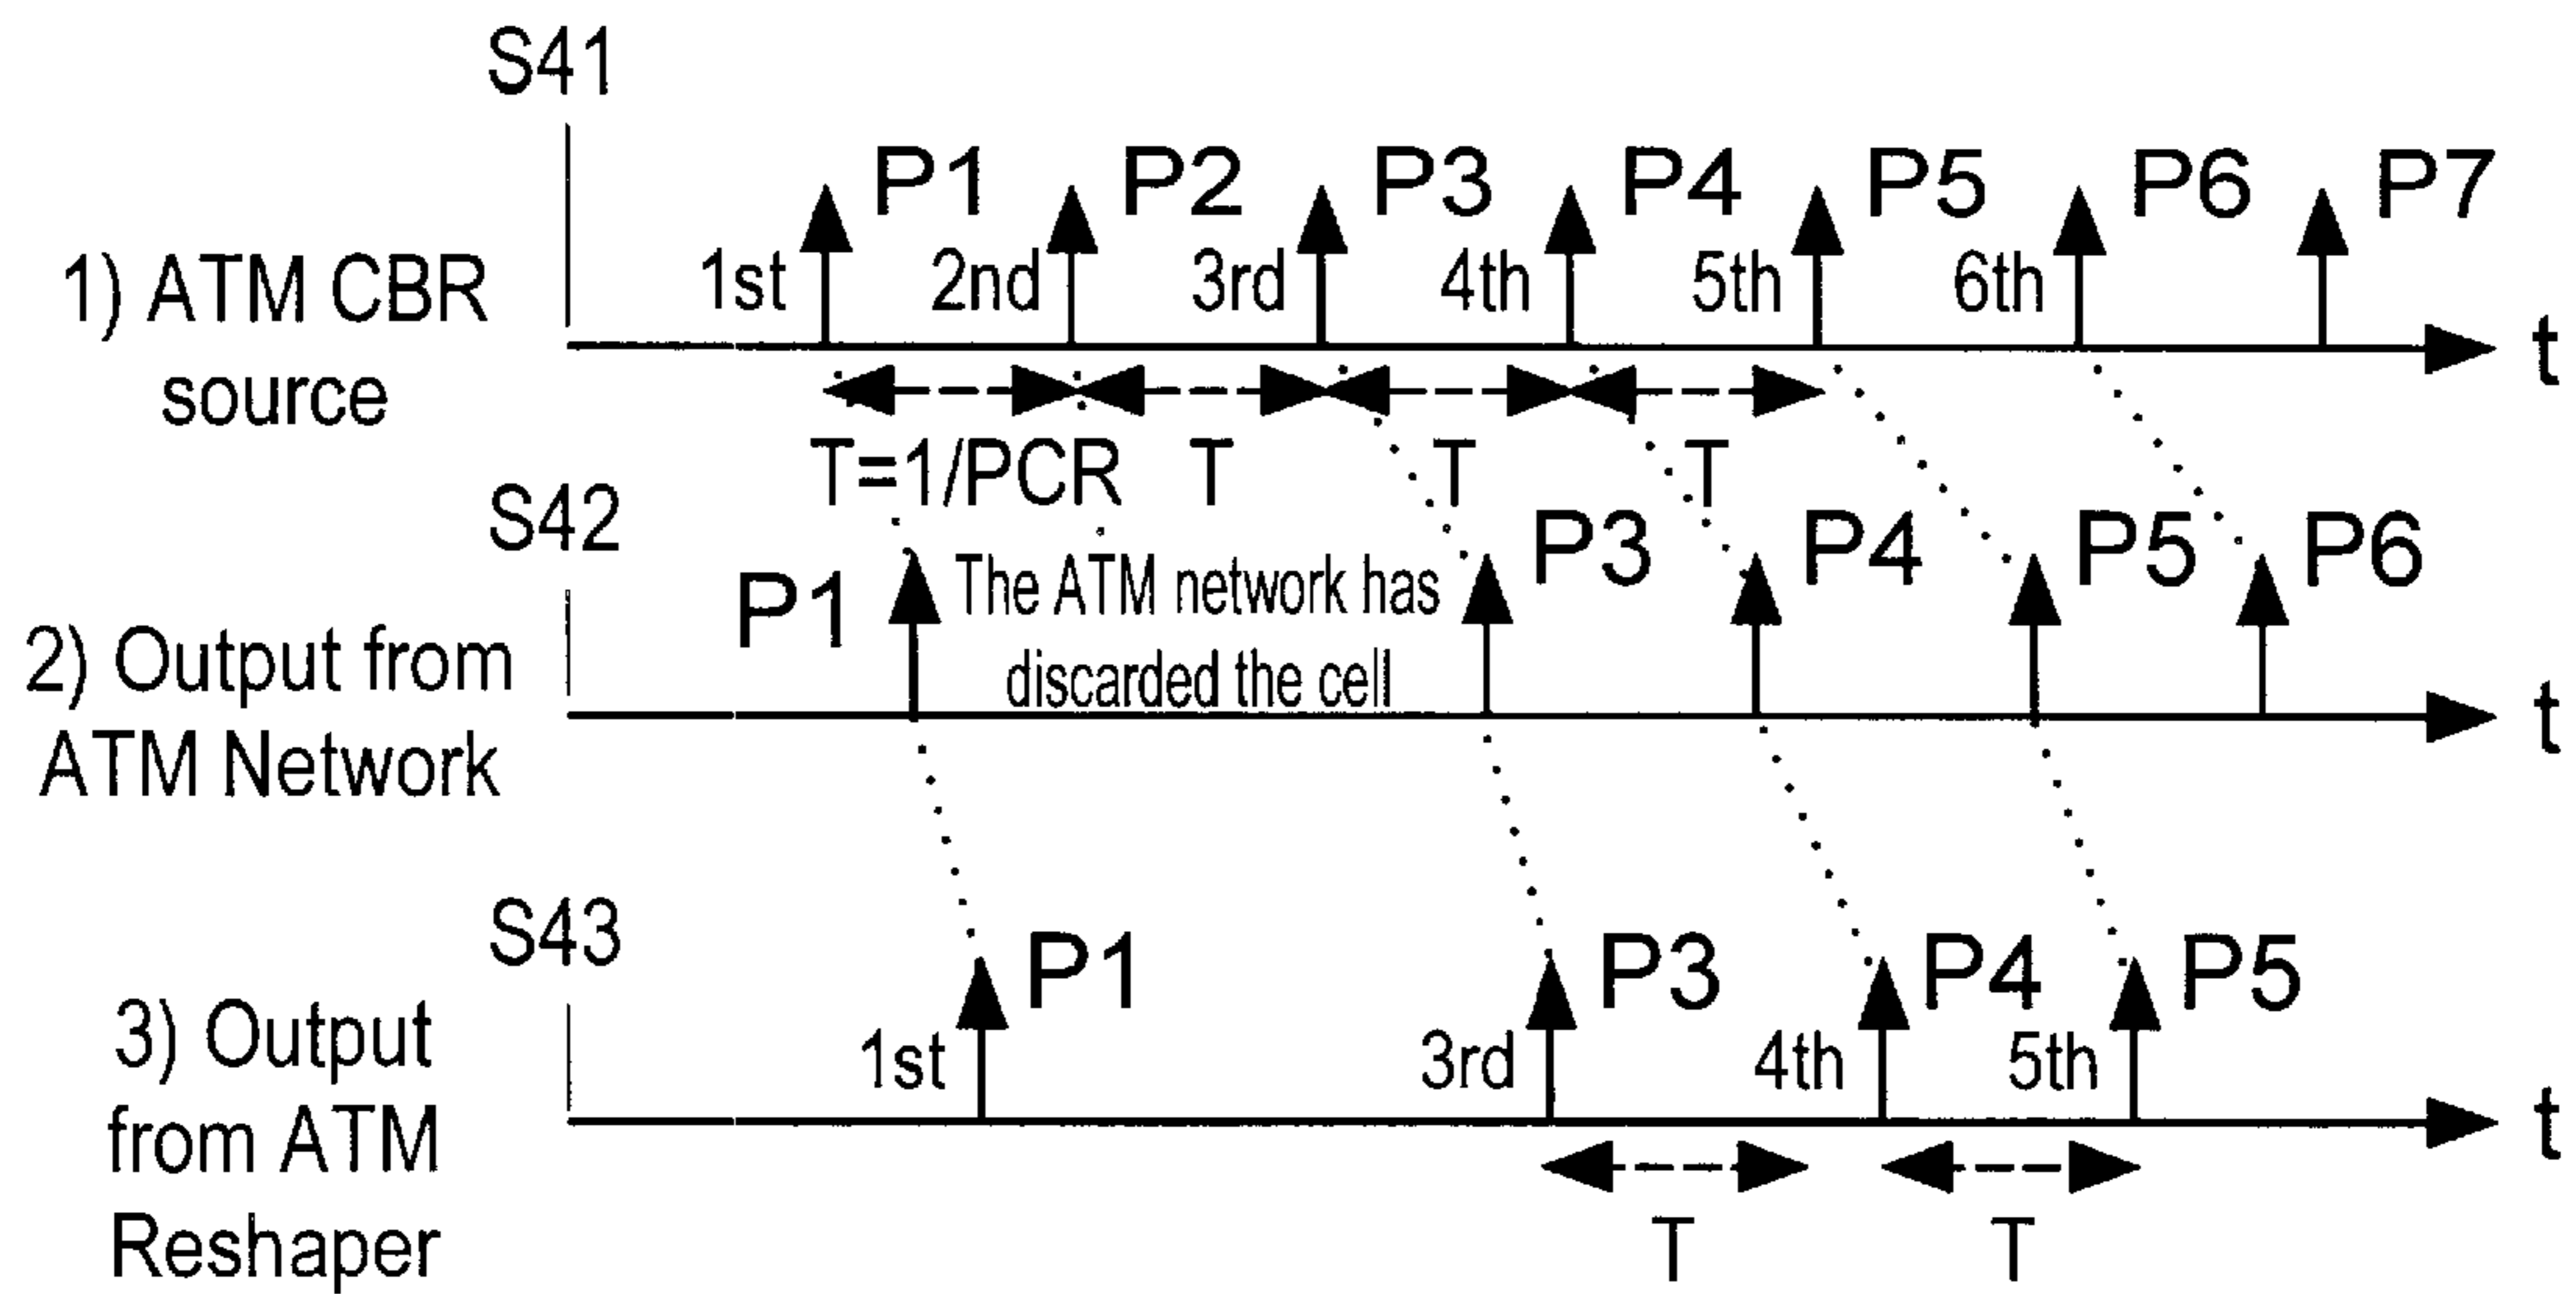 S41
P1 P2 P3 P4 P5 P6 P7
1st 2nd 3rd 4th 5th 6th
1) ATM CBR
source
t
T=1/PCR T T T
S42
P1 P3 P4 P5 P6
The ATM network has
discarded the cell
2) Output from
ATM Network
t
S43
P1 P3 P4 P5
1st 3rd 4th 5th
3) Output
from ATM
Reshaper
t
T T